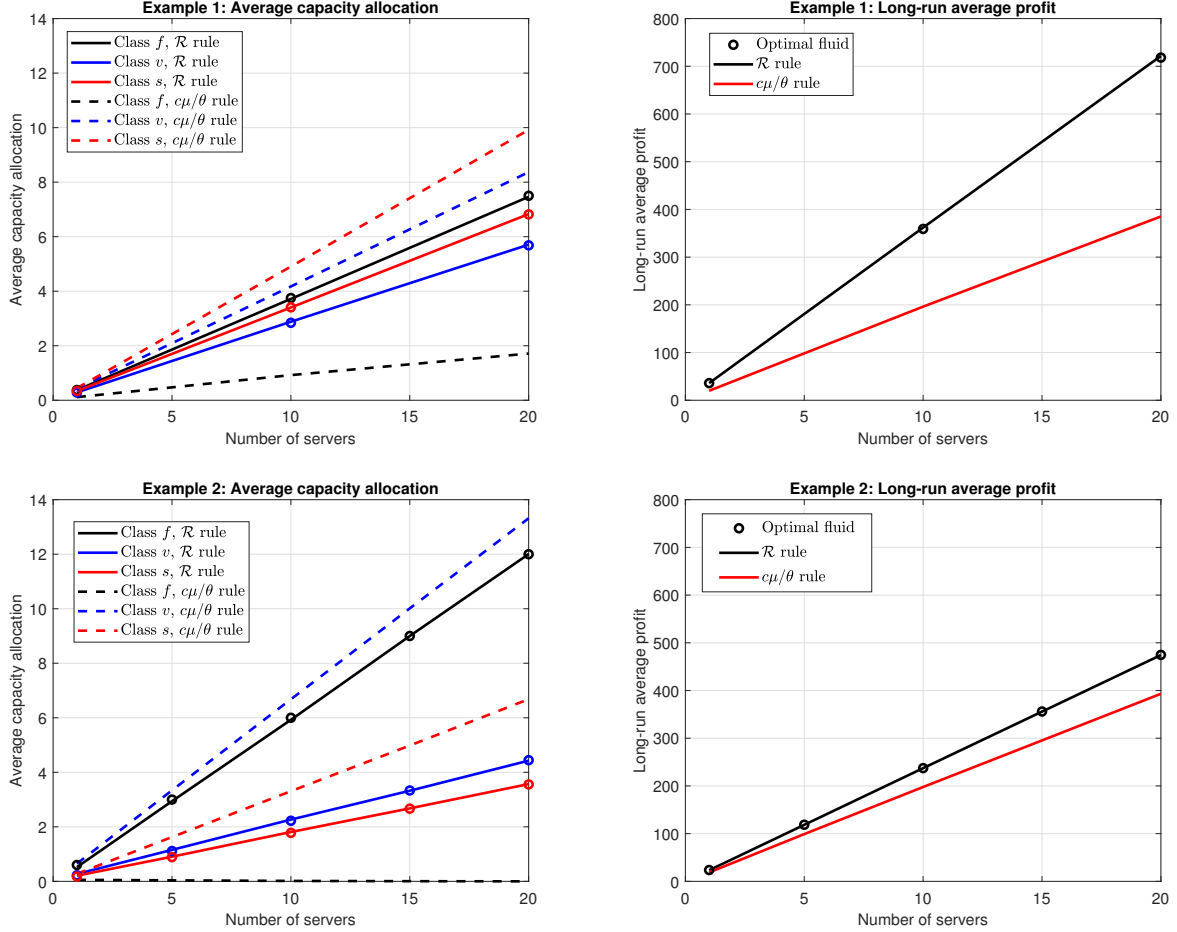 Example 1: Average capacity allocation
Average capacity allocation
14
12
10
8
6
4
2
0
Class f, ℛ rule
Class v, ℛ rule
Class s, ℛ rule
Class f, cμ/θ rule
Class v, cμ/θ rule
Class s, cμ/θ rule
0 5 10 15 20
Number of servers
Example 1: Long-run average profit
Long-run average profit
800
700
600
500
400
300
200
100
0
Optimal fluid
ℛ rule
cμ/θ rule
0 5 10 15 20
Number of servers
Example 2: Average capacity allocation
Average capacity allocation
14
12
10
8
6
4
2
0
Class f, ℛ rule
Class v, ℛ rule
Class s, ℛ rule
Class f, cμ/θ rule
Class v, cμ/θ rule
Class s, cμ/θ rule
0 5 10 15 20
Number of servers
Example 2: Long-run average profit
Long-run average profit
800
700
600
500
400
300
200
100
0
Optimal fluid
ℛ rule
cμ/θ rule
0 5 10 15 20
Number of servers